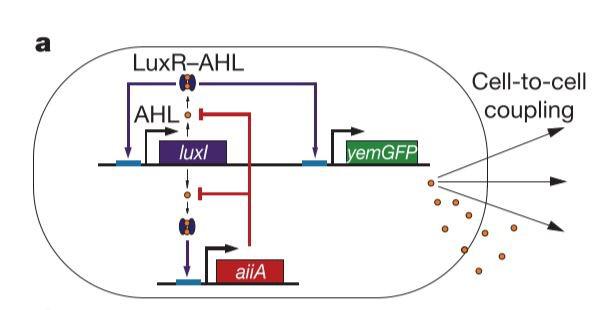 a
LuxR–AHL
Cell-to-cell
coupling
AHL
luxI
yemGFP
aiiA